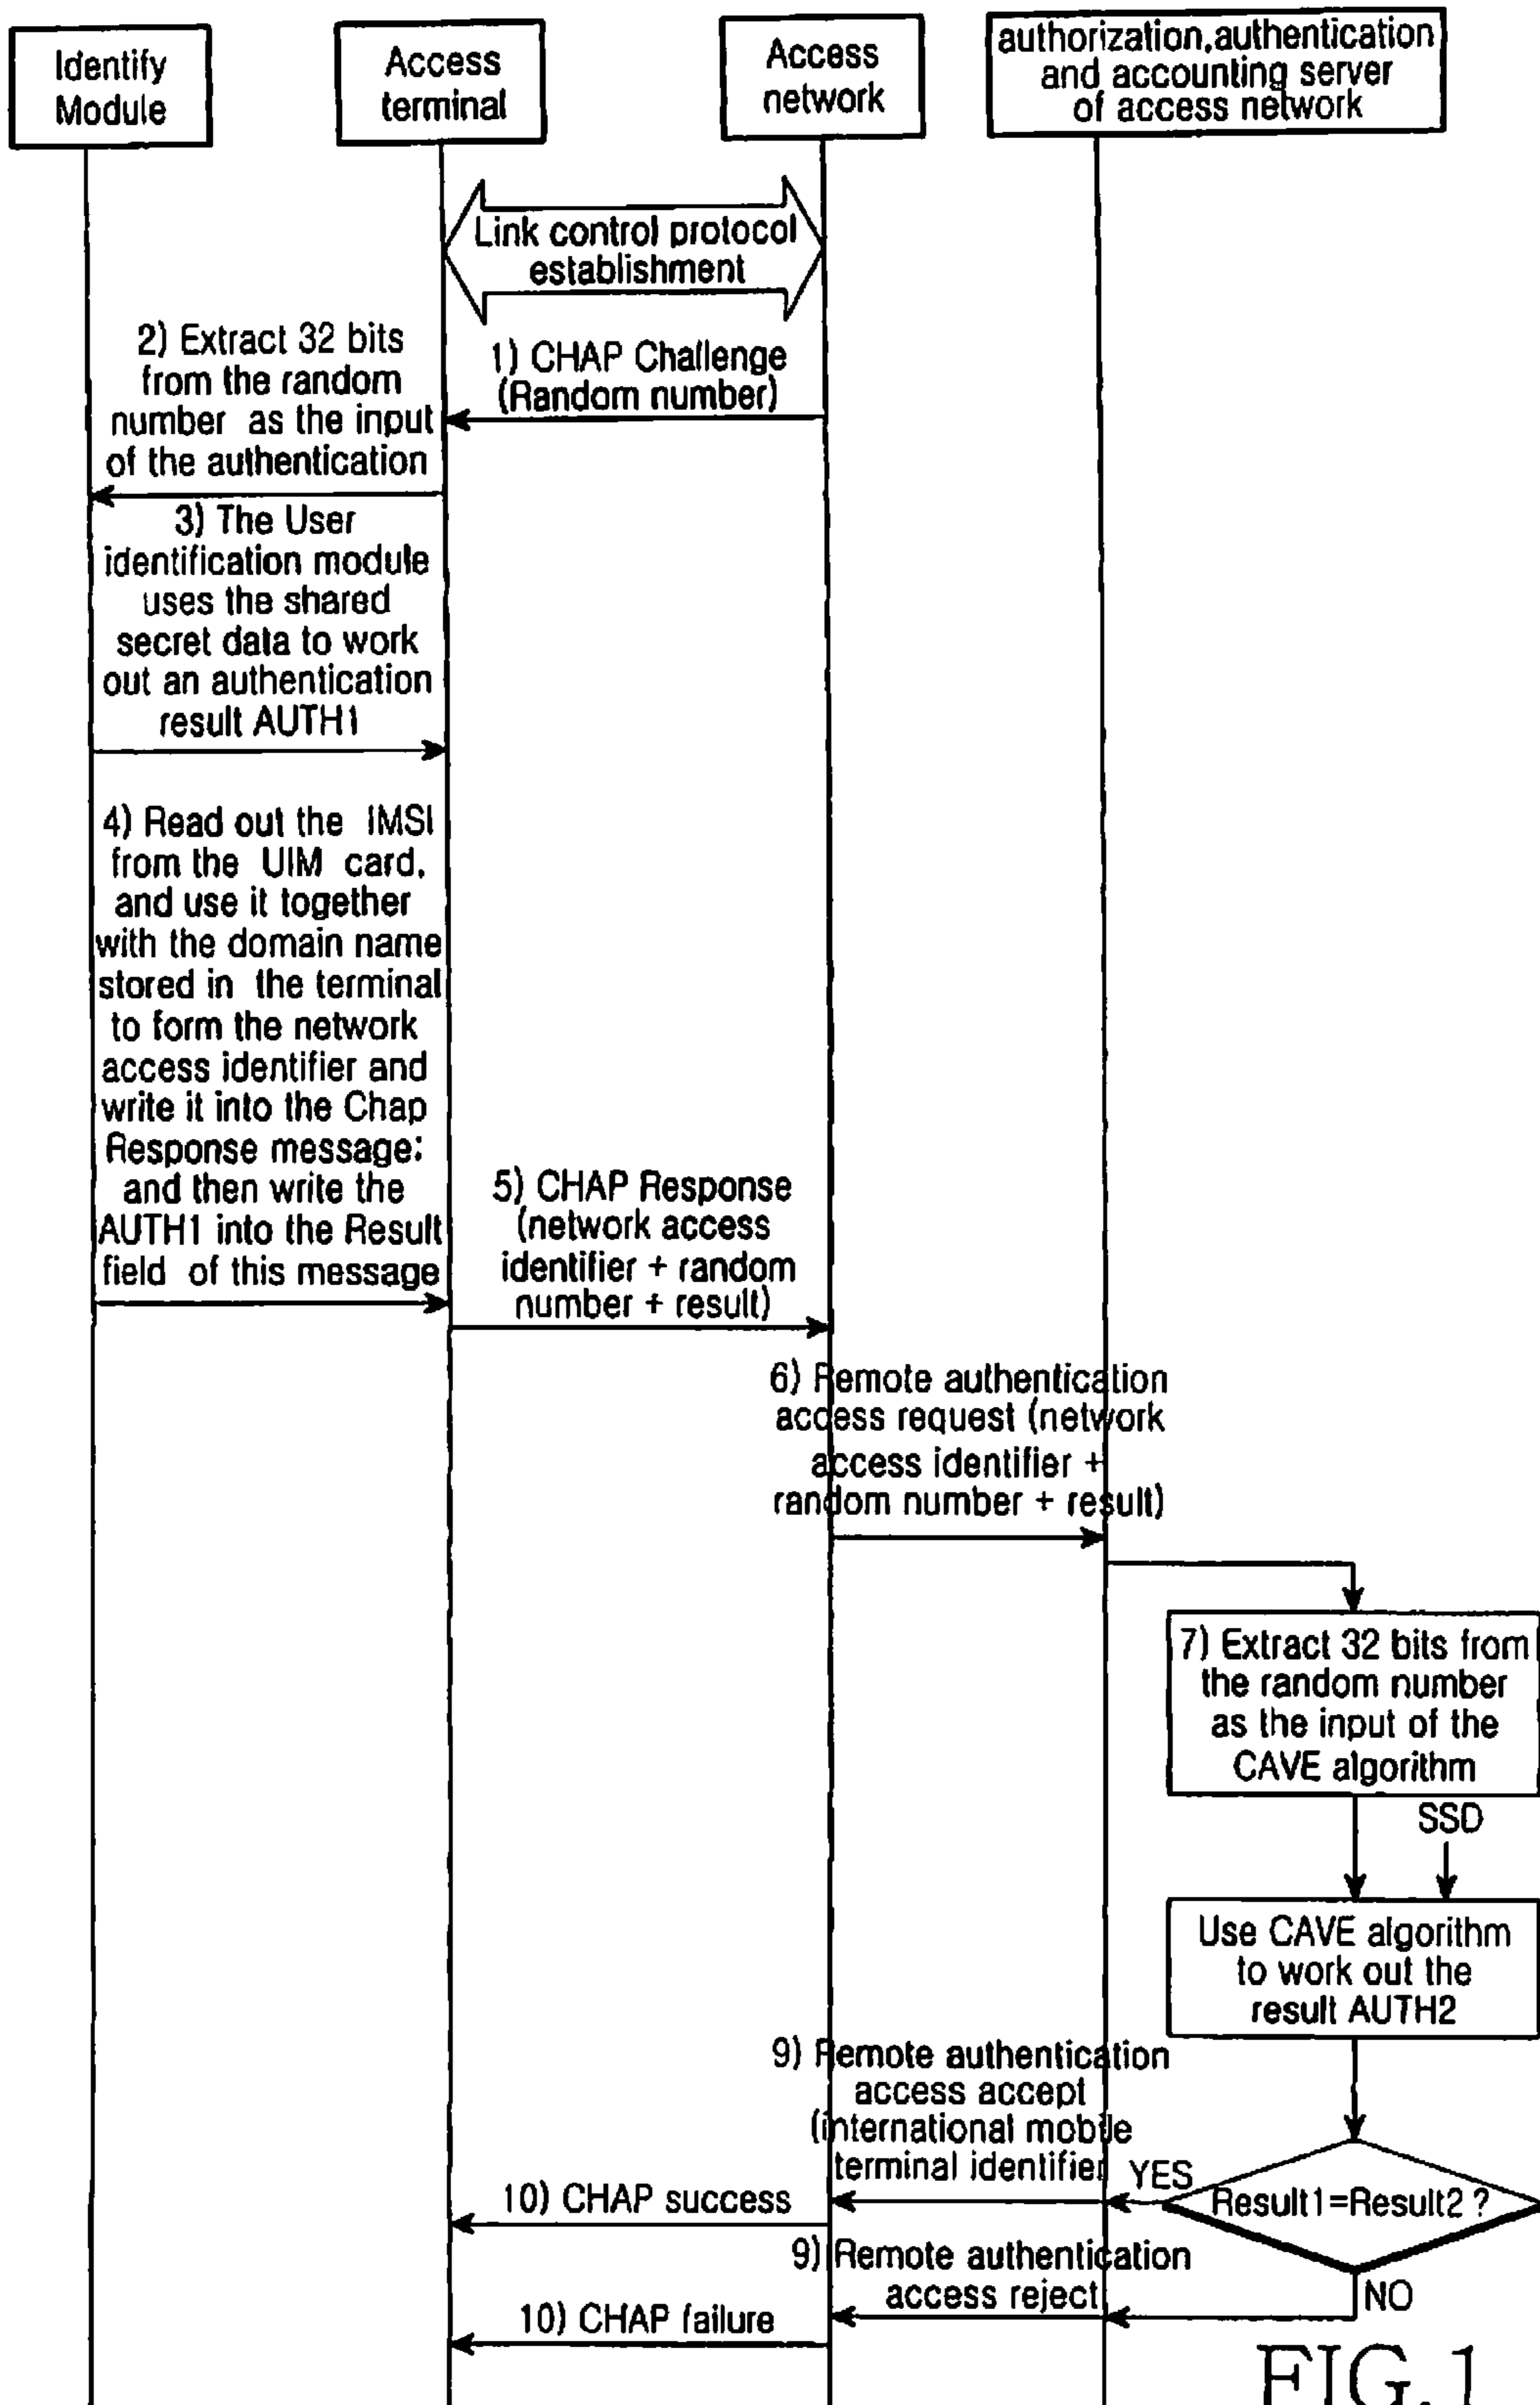 Identify
Module
Access
terminal
Access
network
authorization,authentication
and accounting server
of access network
Link control protocol
establishment
1) CHAP Challenge
(Random number)
2) Extract 32 bits
from the random
number as the input
of the authentication
3) The User
identification module
uses the shared
secret data to work
out an authentication
result AUTH1
4) Read out the IMSI
from the UIM card,
and use it together
with the domain name
stored in the terminal
to form the network
access identifier and
write it into the Chap
Response message;
and then write the
AUTH1 into the Result
field of this message
5) CHAP Response
(network access
identifier + random
number + result)
6) Remote authentication
access request (network
access identifier +
random number + result)
7) Extract 32 bits from
the random number
as the input of the
CAVE algorithm
SSD
Use CAVE algorithm
to work out the
result AUTH2
9) Remote authentication
access accept
(international mobile
terminal identifier
YES
Result1=Result2 ?
10) CHAP success
9) Remote authentication
access reject
NO
10) CHAP failure
FIG.1